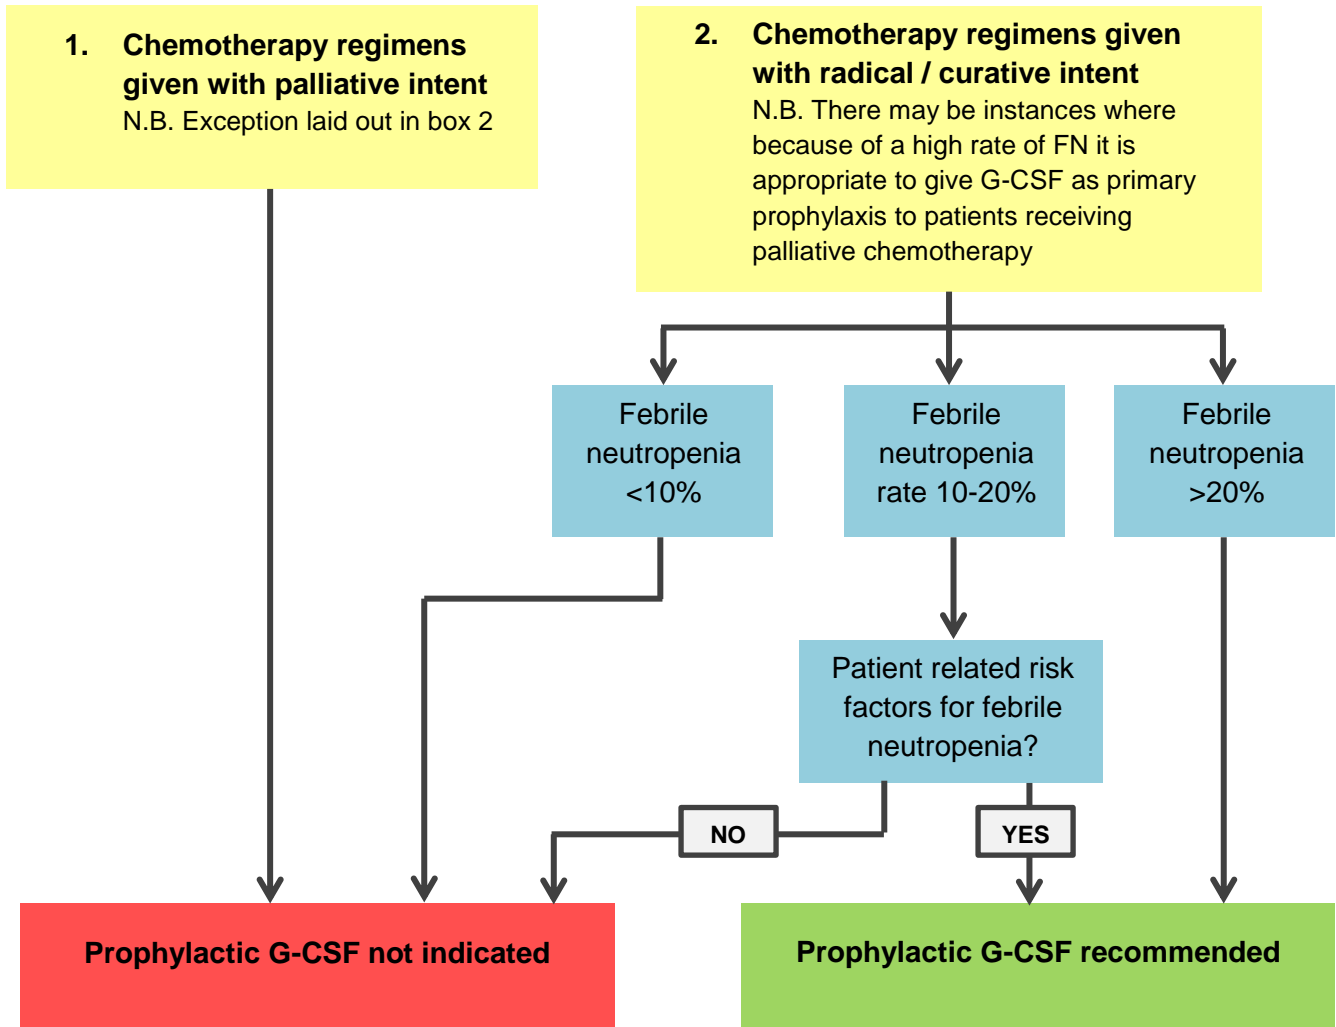 1. Chemotherapy regimens
given with palliative intent
N.B. Exception laid out in box 2
2. Chemotherapy regimens given
with radical / curative intent
N.B. There may be instances where
because of a high rate of FN it is
appropriate to give G-CSF as primary
prophylaxis to patients receiving
palliative chemotherapy
Febrile
neutropenia
<10%
Febrile
neutropenia
rate 10-20%
Febrile
neutropenia
>20%
Patient related risk
factors for febrile
neutropenia?
NO
YES
Prophylactic G-CSF not indicated
Prophylactic G-CSF recommended